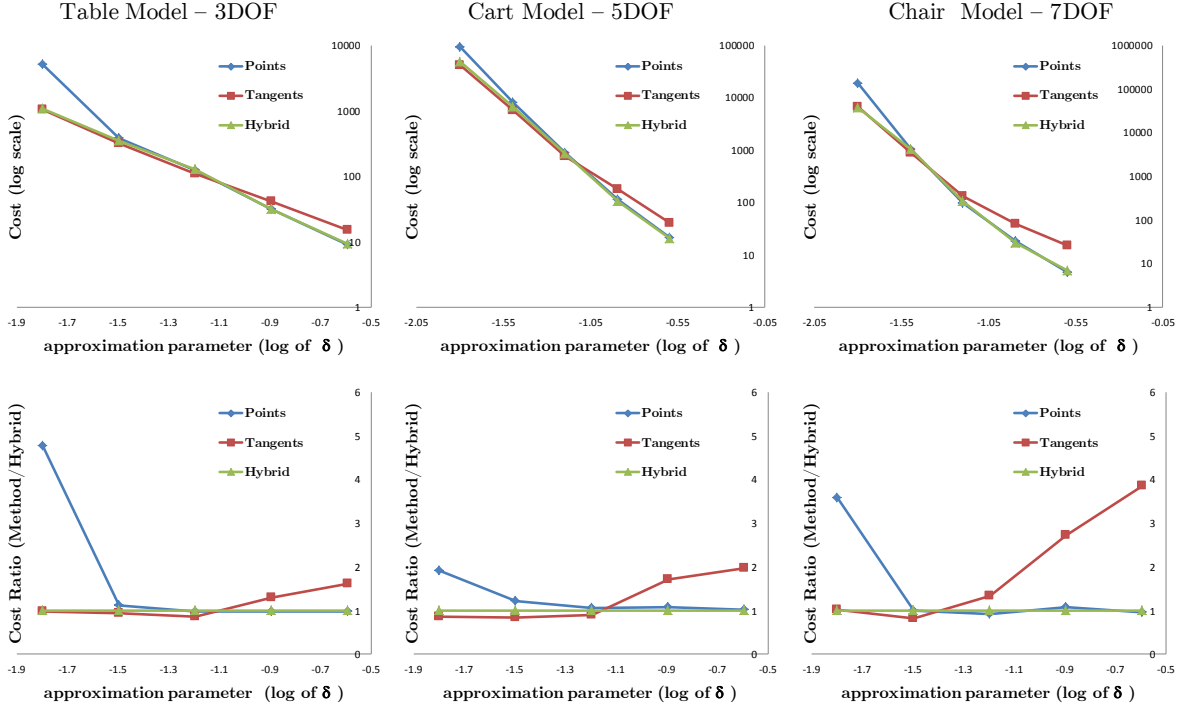 Table Model – 3DOF
Cart Model – 5DOF
Chair Model – 7DOF
Cost (log scale)
10000
1000
100
10
1
Points
Tangents
Hybrid
-1.9
-1.7
-1.5
-1.3
-1.1
-0.9
-0.7
-0.5
approximation parameter (log of δ )
Cost (log scale)
100000
10000
1000
100
10
1
Points
Tangents
Hybrid
-2.05
-1.55
-1.05
-0.55
-0.05
approximation parameter (log of δ )
Cost (log scale)
1000000
100000
10000
1000
100
10
1
Points
Tangents
Hybrid
-2.05
-1.55
-1.05
-0.55
-0.05
approximation parameter (log of δ )
Cost Ratio (Method/Hybrid)
6
5
4
3
2
1
0
Points
Tangents
Hybrid
-1.9
-1.7
-1.5
-1.3
-1.1
-0.9
-0.7
-0.5
approximation parameter (log of δ )
Cost Ratio (Method/Hybrid)
6
5
4
3
2
1
0
Points
Tangents
Hybrid
-1.9
-1.7
-1.5
-1.3
-1.1
-0.9
-0.7
-0.5
approximation parameter (log of δ )
Cost Ratio (Method/Hybrid)
6
5
4
3
2
1
0
Points
Tangents
Hybrid
-1.9
-1.7
-1.5
-1.3
-1.1
-0.9
-0.7
-0.5
approximation parameter (log of δ )